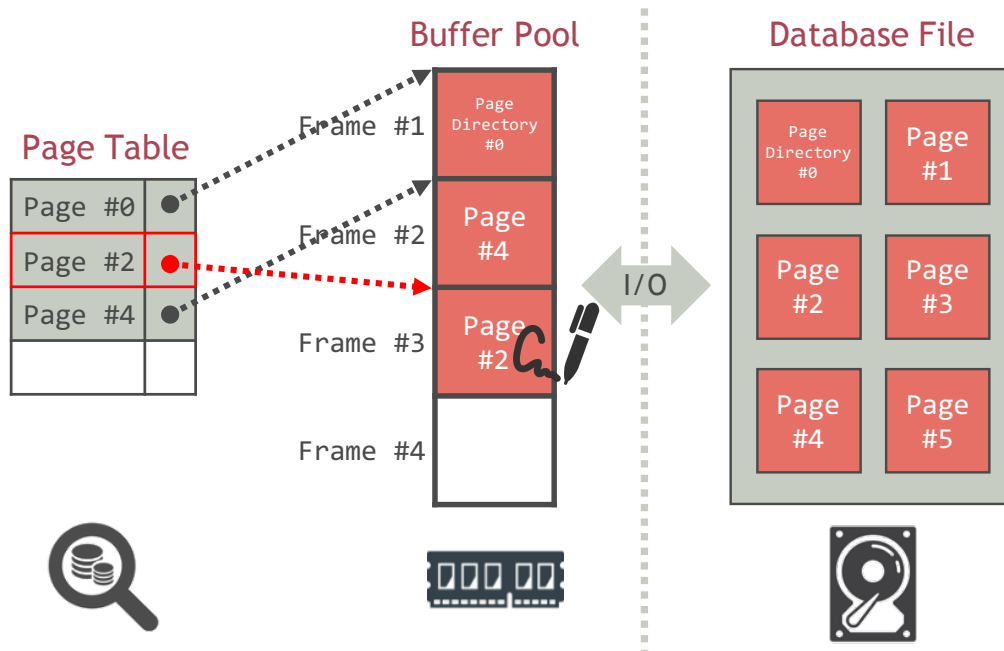 Buffer Pool
Database File
Page Table
Page #0
Page #2
Page #4
Frame #1
Frame #2
Frame #3
Frame #4
Page
Directory
#0
Page
#4
Page
#2
I/O
Page
Directory
#0
Page
#1
Page
#2
Page
#3
Page
#4
Page
#5